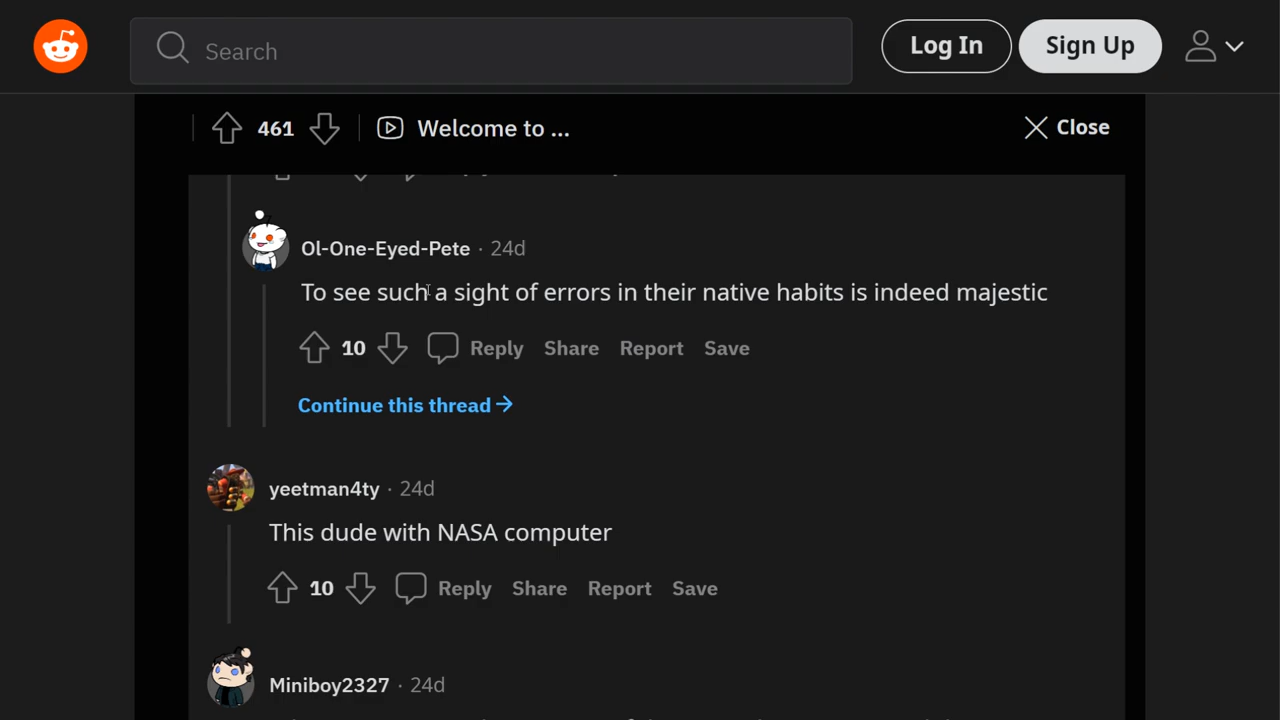 Search
Log In
Sign Up
461
Welcome to ...
Close
Ol-One-Eyed-Pete · 24d
To see such a sight of errors in their native habits is indeed majestic
10 Reply Share Report Save
Continue this thread
yeetman4ty · 24d
This dude with NASA computer
10 Reply Share Report Save
Miniboy2327 · 24d